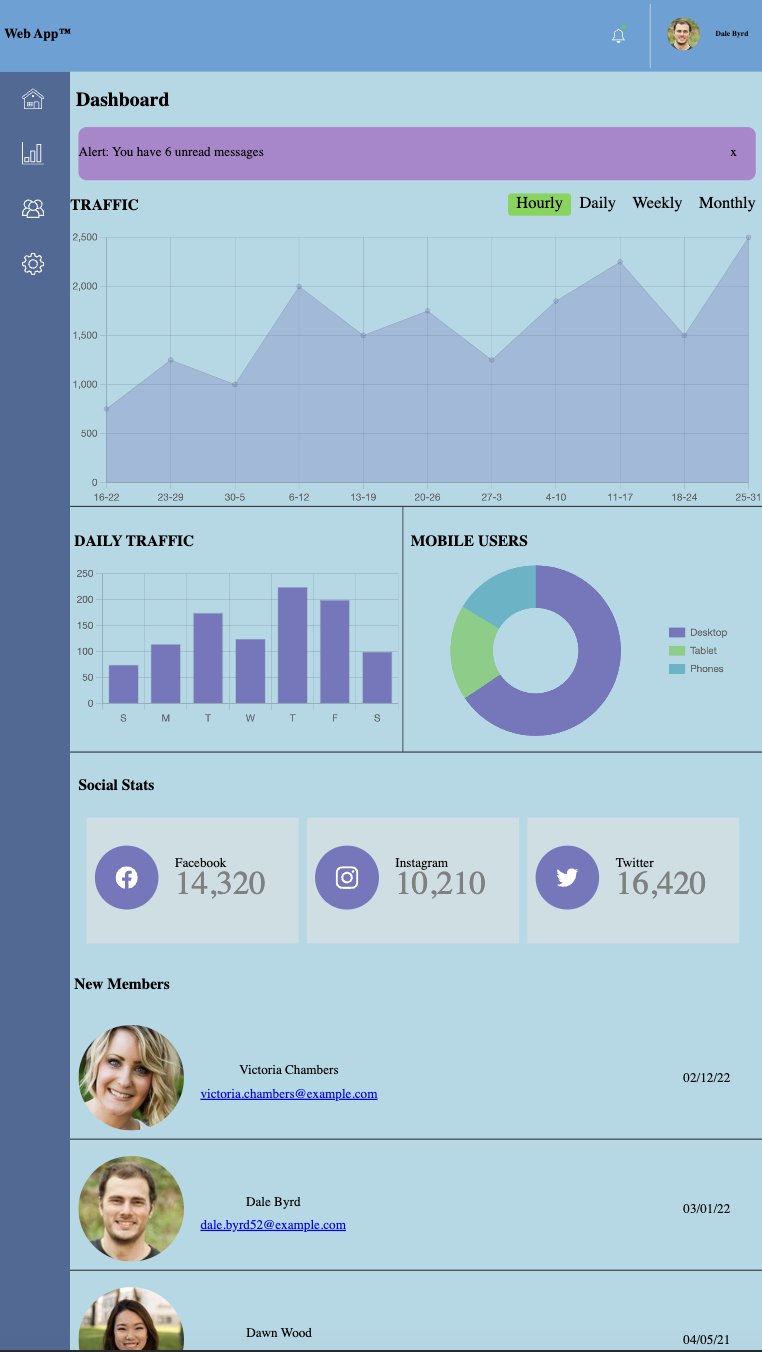 Web App™
Dale Byrd
Dashboard
Alert: You have 6 unread messages x
TRAFFIC
Hourly Daily Weekly Monthly
2,500
2,000
1,500
1,000
500
0
16-22 23-29 30-5 6-12 13-19 20-26 27-3 4-10 11-17 18-24 25-31
DAILY TRAFFIC
250
200
150
100
50
0
S M T W T F S
MOBILE USERS
Desktop
Tablet
Phones
Social Stats
Facebook
14,320
Instagram
10,210
Twitter
16,420
New Members
Victoria Chambers
victoria.chambers@example.com
02/12/22
Dale Byrd
dale.byrd52@example.com
03/01/22
Dawn Wood
04/05/21